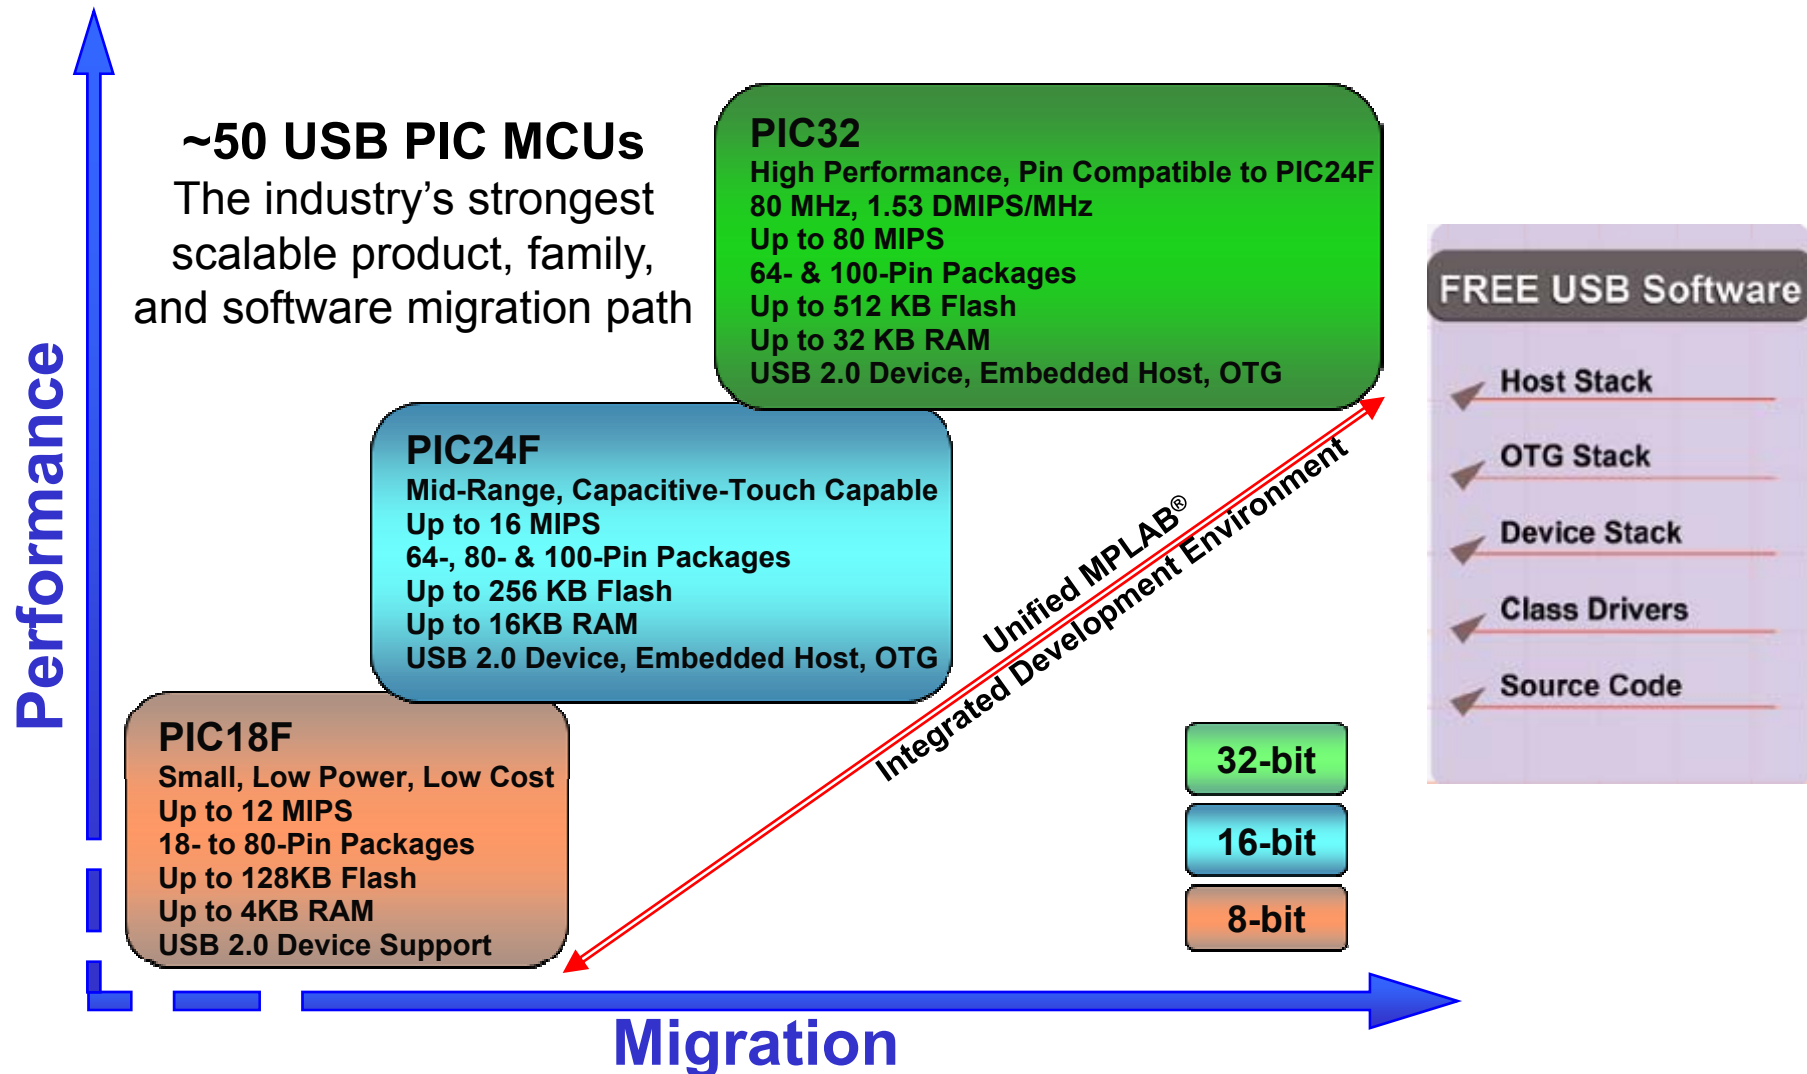 ~50 USB PIC MCUs
The industry's strongest
scalable product, family,
and software migration path
PIC32
High Performance, Pin Compatible to PIC24F
80 MHz, 1.53 DMIPS/MHz
Up to 80 MIPS
64- & 100-Pin Packages
Up to 512 KB Flash
Up to 32 KB RAM
USB 2.0 Device, Embedded Host, OTG
PIC24F
Mid-Range, Capacitive-Touch Capable
Up to 16 MIPS
64-, 80- & 100-Pin Packages
Up to 256 KB Flash
Up to 16KB RAM
USB 2.0 Device, Embedded Host, OTG
PIC18F
Small, Low Power, Low Cost
Up to 12 MIPS
18- to 80-Pin Packages
Up to 128KB Flash
Up to 4KB RAM
USB 2.0 Device Support
Unified MPLAB®
Integrated Development Environment
32-bit
16-bit
8-bit
FREE USB Software
Host Stack
OTG Stack
Device Stack
Class Drivers
Source Code
Performance
Migration